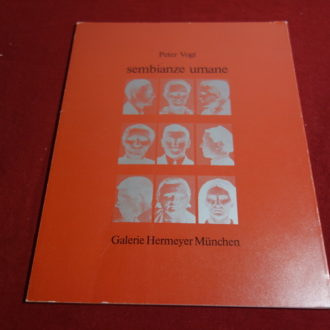 Peter Vogt
sembianze umane
Galerie Hermeyer München